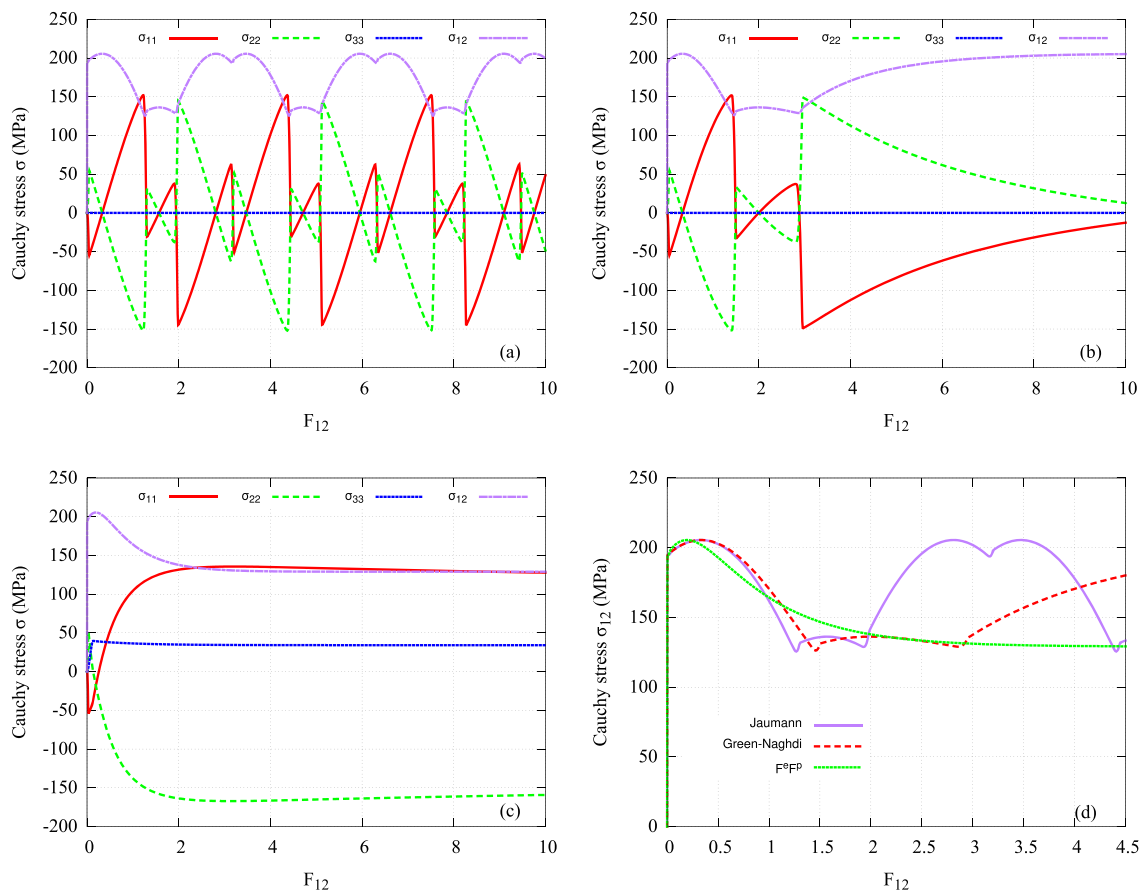 σ11 σ22 σ33 σ12
Cauchy stress σ (MPa)
250
200
150
100
50
0
-50
-100
-150
-200
0 2 4 6 8 10
F12
(a)
σ11 σ22 σ33 σ12
Cauchy stress σ (MPa)
250
200
150
100
50
0
-50
-100
-150
-200
0 2 4 6 8 10
F12
(b)
σ11 σ22 σ33 σ12
Cauchy stress σ (MPa)
250
200
150
100
50
0
-50
-100
-150
-200
0 2 4 6 8 10
F12
(c)
Cauchy stress σ12 (MPa)
250
200
150
100
50
0
Jaumann
Green-Naghdi
FeFp
0 0.5 1 1.5 2 2.5 3 3.5 4 4.5
F12
(d)